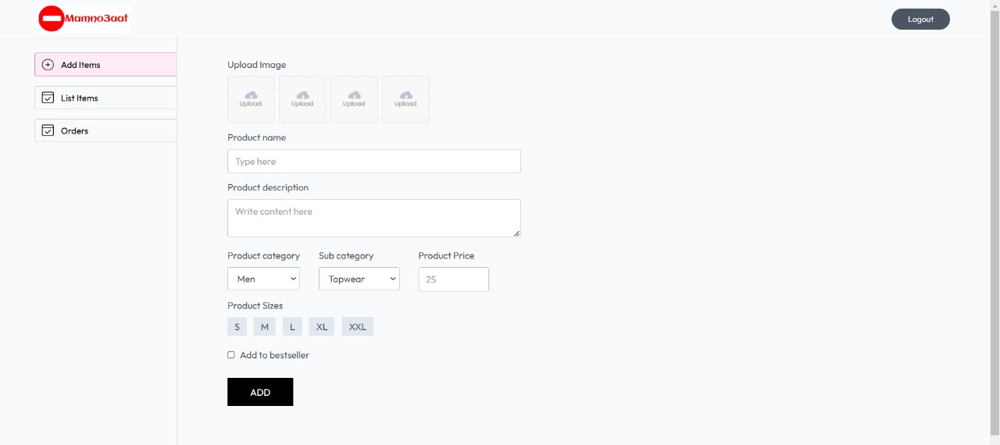 Mamno3aat
Logout
Add Items
List Items
Orders
Upload Image
Upload Upload Upload Upload
Product name
Type here
Product description
Write content here
Product category Sub category Product Price
Men Topwear 25
Product Sizes
S M L XL XXL
Add to bestseller
ADD